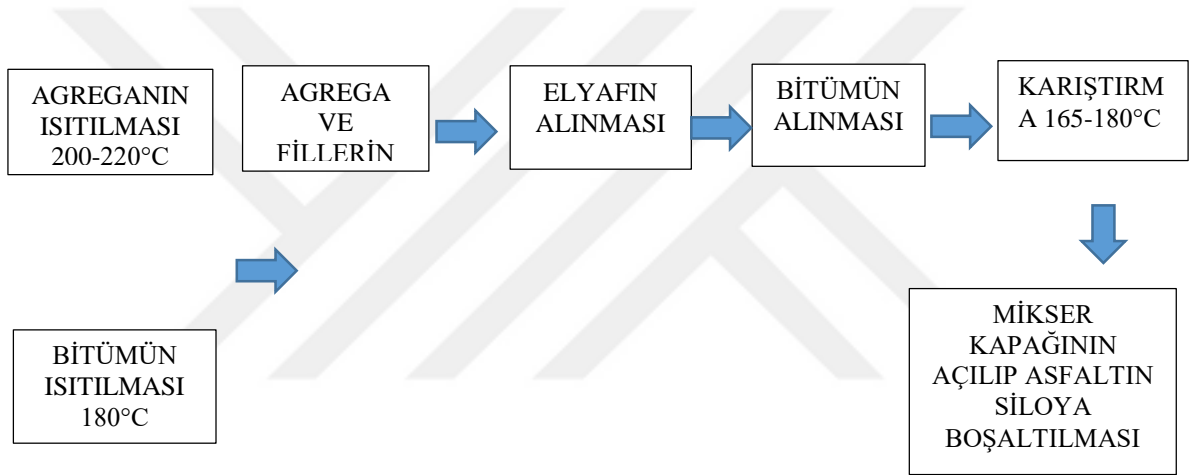 AGREGANIN
ISITILMASI
200-220°C
AGREGA
VE
FİLLERİN
ELYAFIN
ALINMASI
BİTÜMÜN
ALINMASI
KARIŞTIRM
A 165-180°C
BİTÜMÜN
ISITILMASI
180°C
MİKSER
KAPAĞININ
AÇILIP ASFALTIN
SİLOYA
BOŞALTILMASI